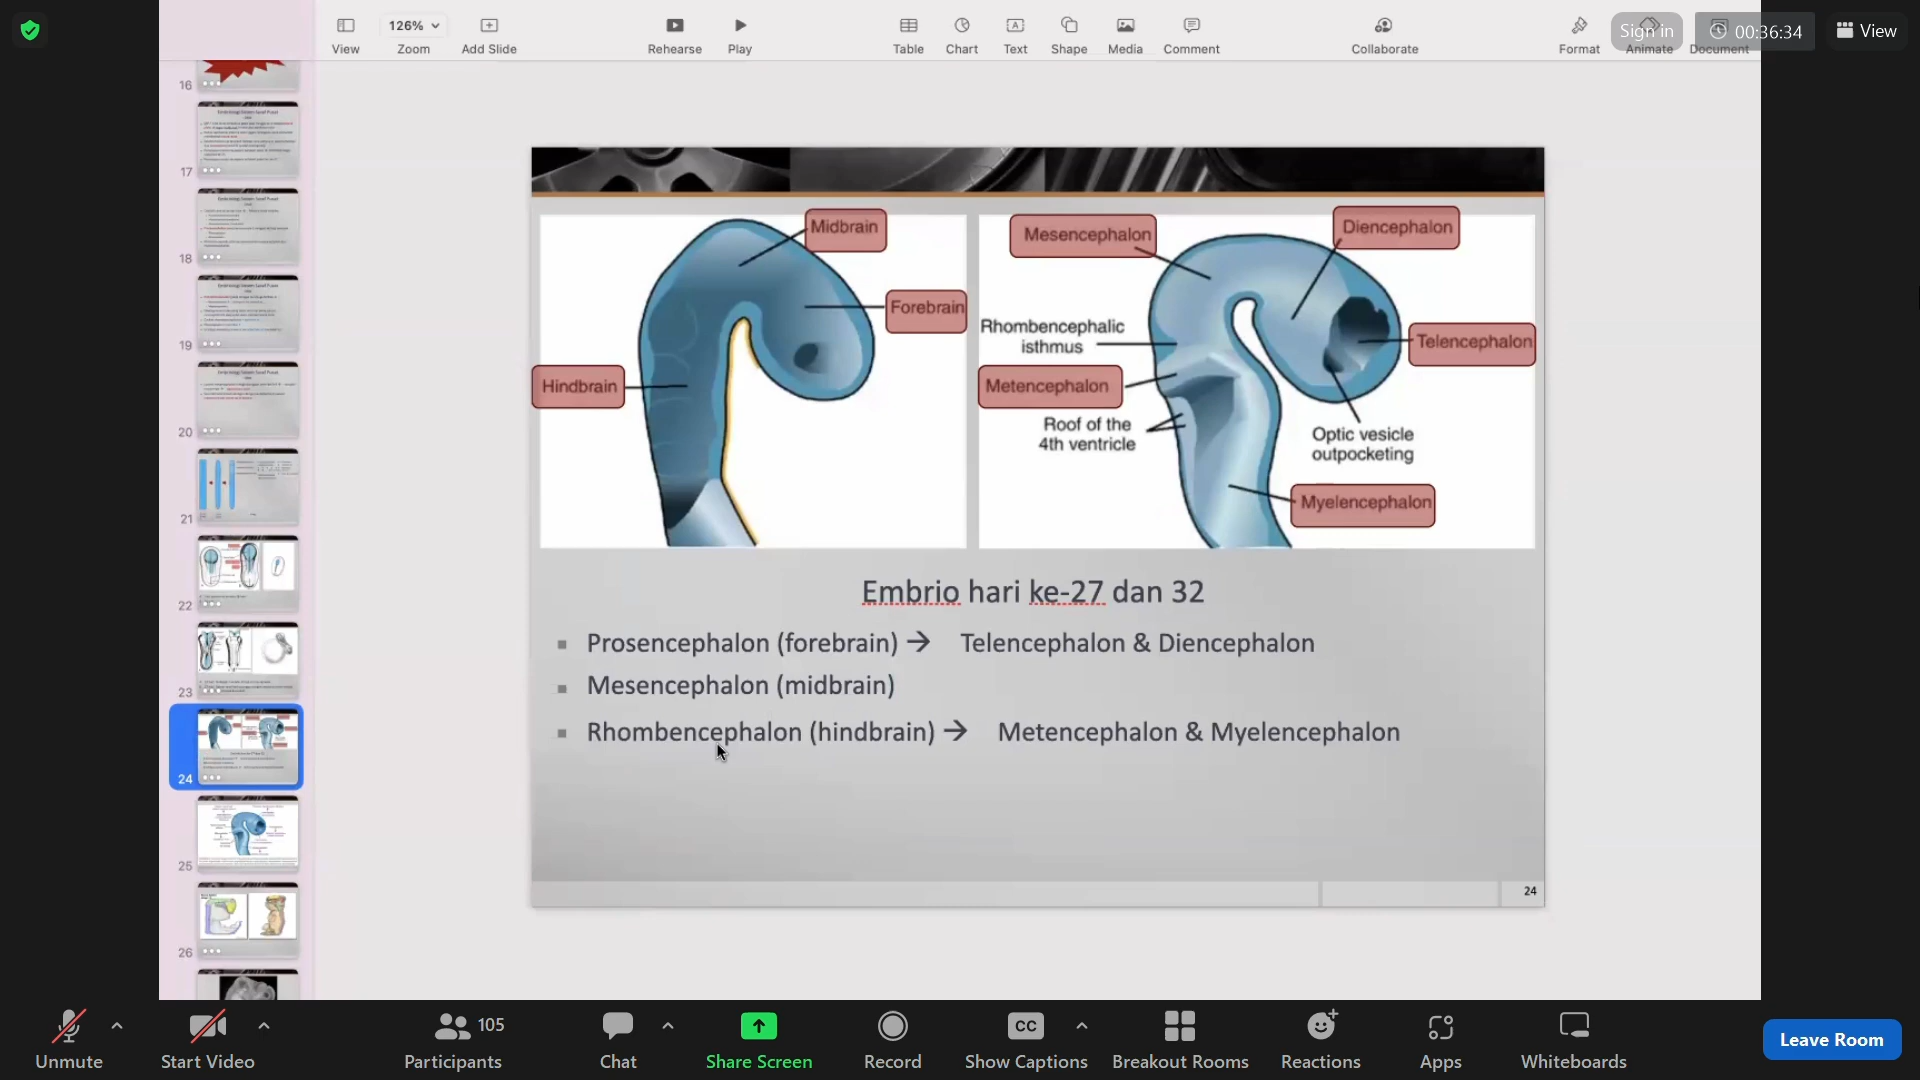 View
126%
Zoom
Add Slide
Rehearse
Play
Table
Chart
Text
Shape
Media
Comment
Collaborate
Format
Animate
Document
Sign in
00:36:34
View
16
17
18
19
20
21
22
23
24
25
26
Midbrain
Forebrain
Hindbrain
Mesencephalon
Diencephalon
Rhombencephalic
isthmus
Telencephalon
Metencephalon
Roof of the
4th ventricle
Optic vesicle
outpocketing
Myelencephalon
Embrio hari ke-27 dan 32
▪ Prosencephalon (forebrain) → Telencephalon & Diencephalon
▪ Mesencephalon (midbrain)
▪ Rhombencephalon (hindbrain) → Metencephalon & Myelencephalon
24
Unmute
Start Video
105
Participants
Chat
Share Screen
Record
CC
Show Captions
Breakout Rooms
Reactions
Apps
Whiteboards
Leave Room